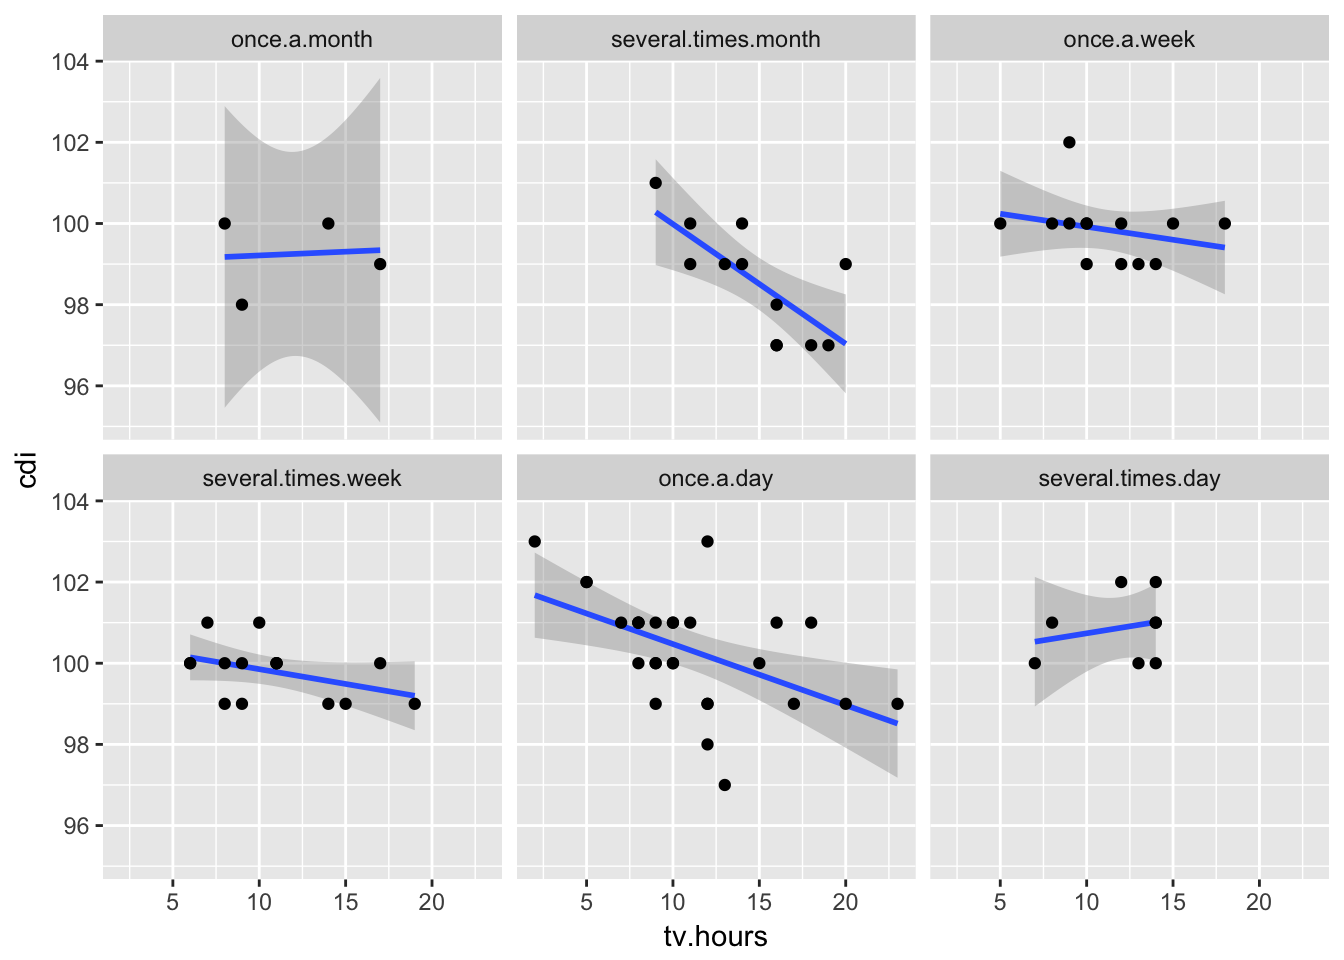 once.a.month several.times.month once.a.week
104
102
100
98
96
cdi
several.times.week once.a.day several.times.day
104
102
100
98
96
5 10 15 20 5 10 15 20 5 10 15 20
tv.hours